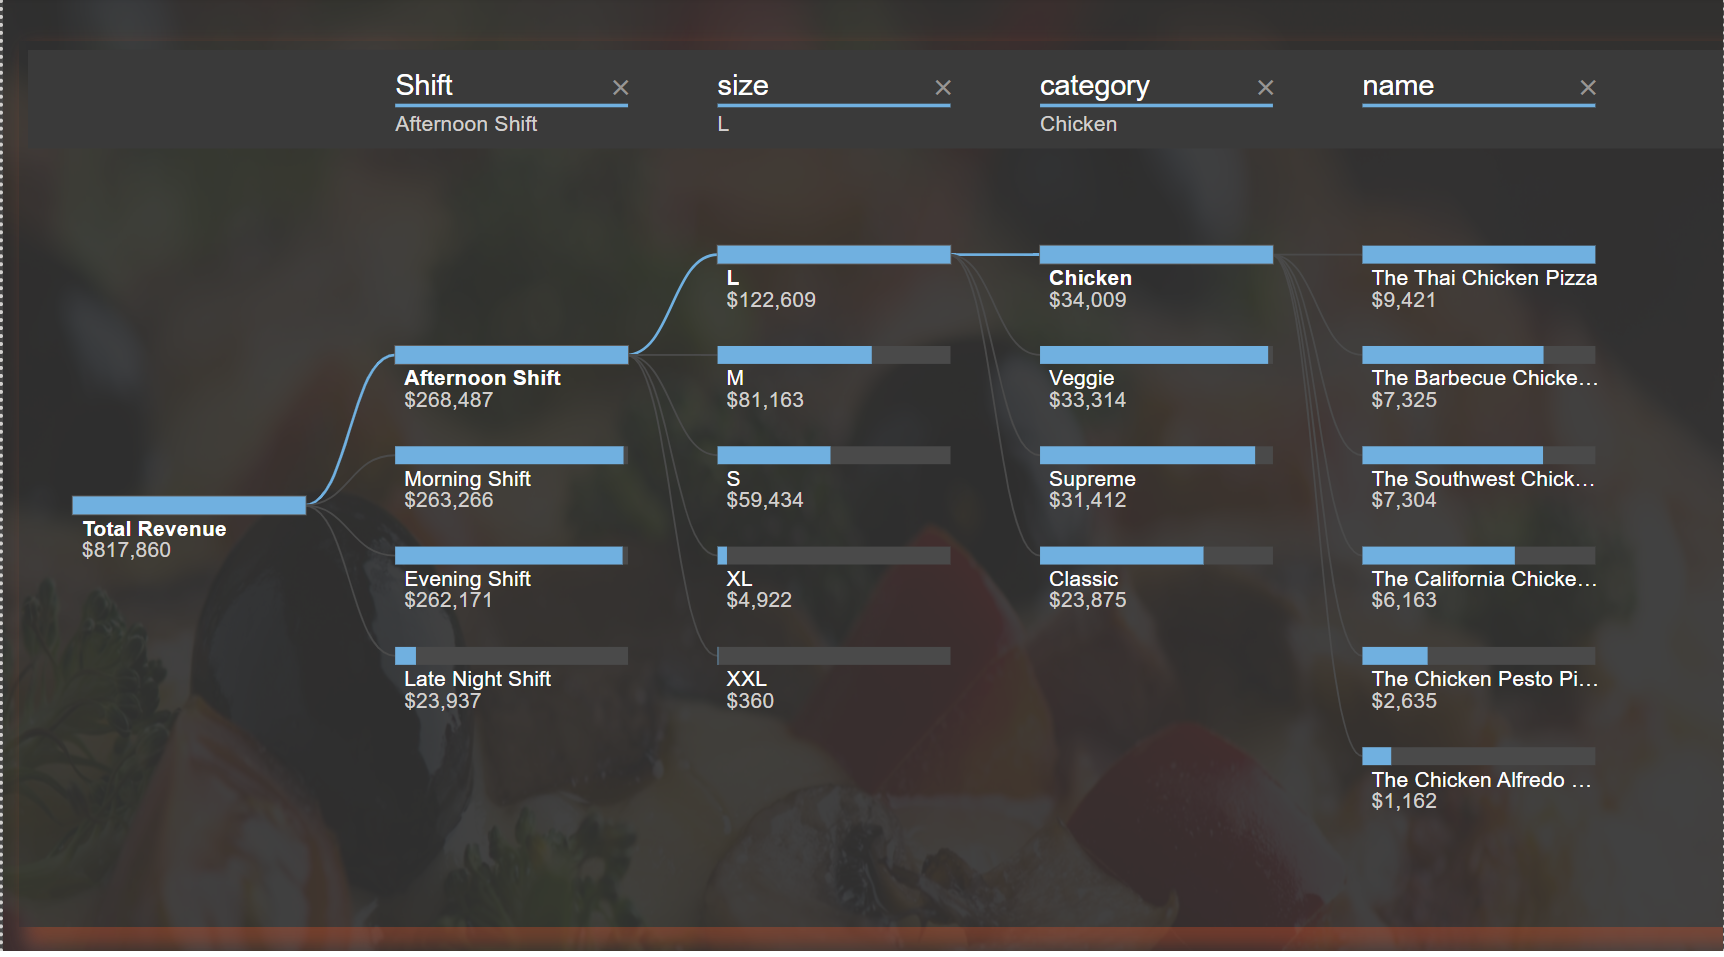 Shift
Afternoon Shift
size
L
category
Chicken
name
Total Revenue
$817,860
Afternoon Shift
$268,487
Morning Shift
$263,266
Evening Shift
$262,171
Late Night Shift
$23,937
L
$122,609
M
$81,163
S
$59,434
XL
$4,922
XXL
$360
Chicken
$34,009
Veggie
$33,314
Supreme
$31,412
Classic
$23,875
The Thai Chicken Pizza
$9,421
The Barbecue Chicke…
$7,325
The Southwest Chick…
$7,304
The California Chicke…
$6,163
The Chicken Pesto Pi…
$2,635
The Chicken Alfredo …
$1,162